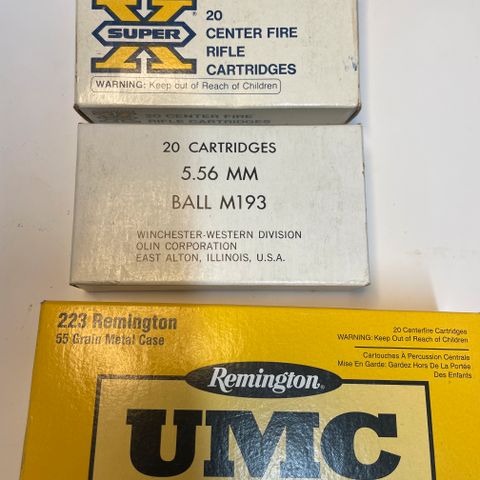 SUPER
X
®
20
CENTER FIRE
RIFLE
CARTRIDGES
WARNING: Keep out of Reach of Children
20 CENTER FIRE
RIFLE CARTRIDGES
20 CARTRIDGES
5.56 MM
BALL M193
WINCHESTER-WESTERN DIVISION
OLIN CORPORATION
EAST ALTON, ILLINOIS, U.S.A.
223 Remington
55 Grain Metal Case
20 Centerfire Cartridges
WARNING: Keep Out of Reach of Children
Cartouches À Percussion Centrale
Mise En Garde: Gardez Hors De La Portée
Des Enfants
Remington®
UMC